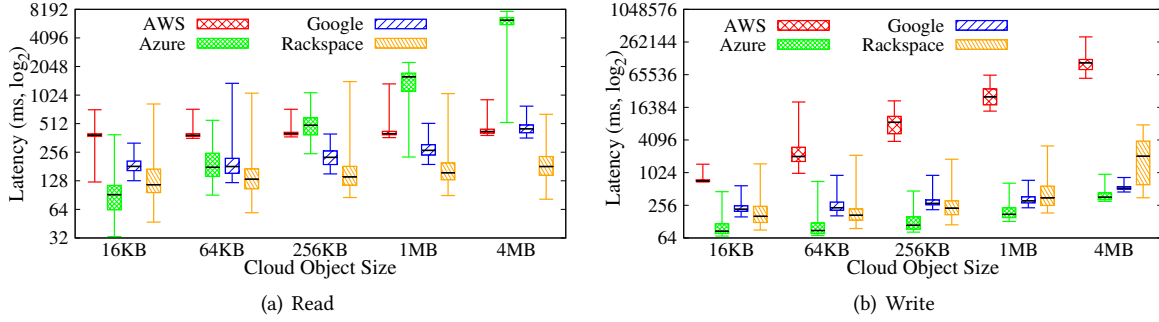 8192
4096
2048
1024
512
256
128
64
32
Latency (ms, log2)
AWS
Azure
Google
Rackspace
16KB 64KB 256KB 1MB 4MB
Cloud Object Size
(a) Read
1048576
262144
65536
16384
4096
1024
256
64
Latency (ms, log2)
AWS
Azure
Google
Rackspace
16KB 64KB 256KB 1MB 4MB
Cloud Object Size
(b) Write